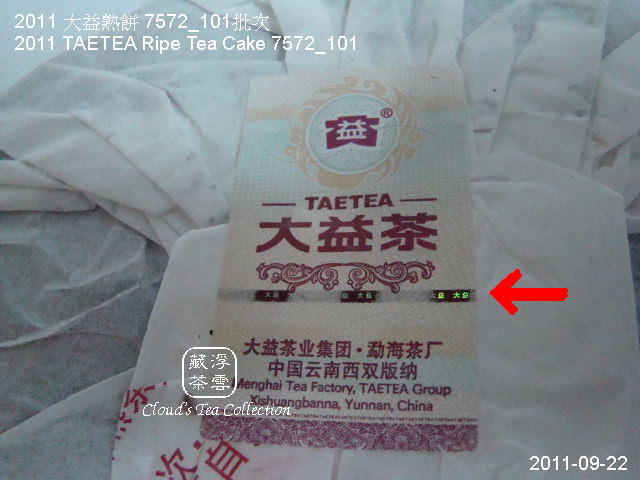 2011 大益熟餅 7572_101批次
2011 TAETEA Ripe Tea Cake 7572_101
益
®
TAETEA
大益茶
大益 益 大益 大益 大益
大益茶业集团·勐海茶厂
中国云南西双版纳
Menghai Tea Factory, TAETEA Group
Xishuangbanna, Yunnan, China
藏浮
茶雲
Cloud's Tea Collection
2011-09-22